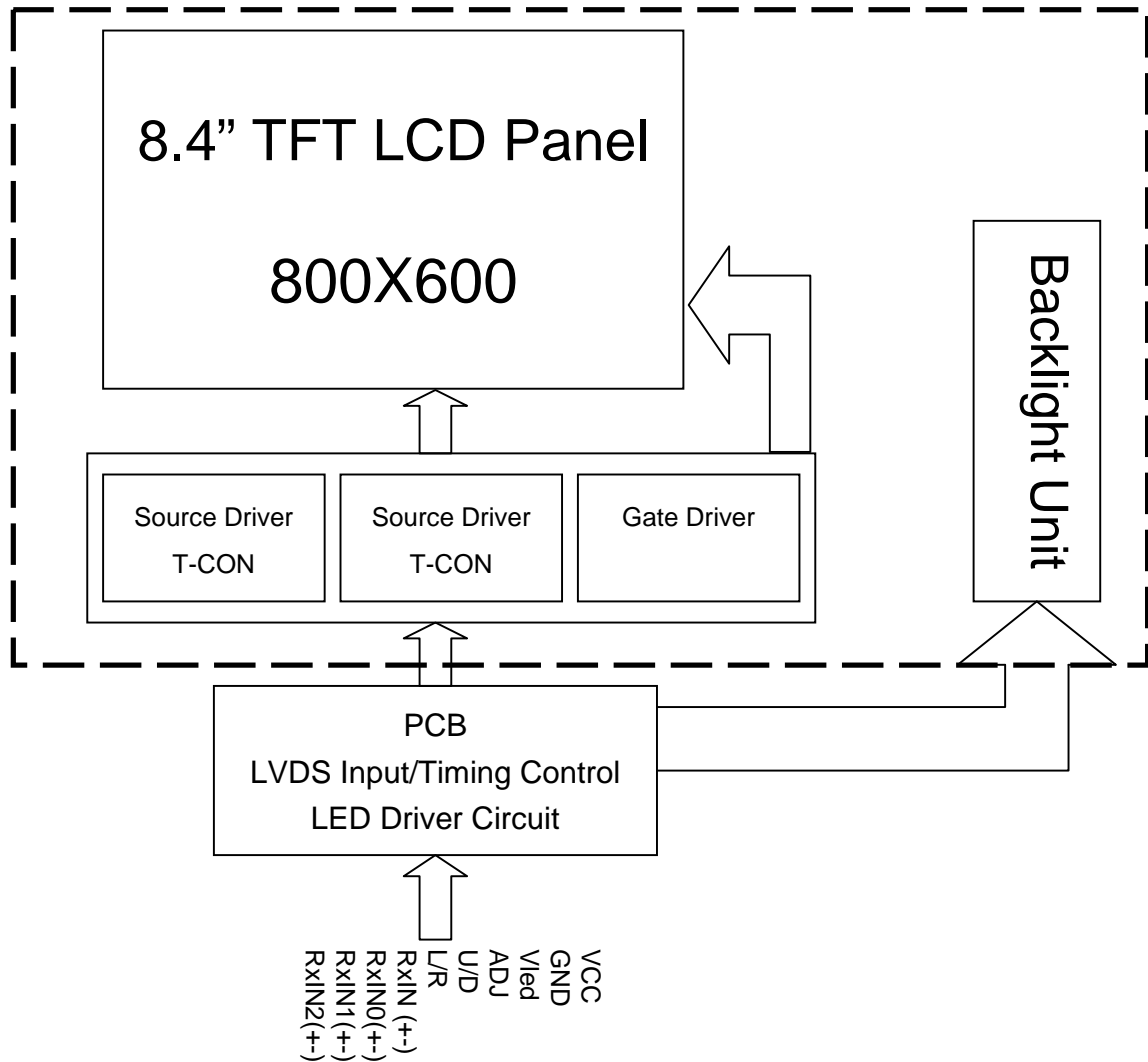 8.4” TFT LCD Panel
800X600
Backlight Unit
Source Driver
T-CON
Source Driver
T-CON
Gate Driver
PCB
LVDS Input/Timing Control
LED Driver Circuit
VCC
GND
Vled
ADJ
U/D
L/R
RxIN (+-)
RxIN0(+-)
RxIN1(+-)
RxIN2(+-)